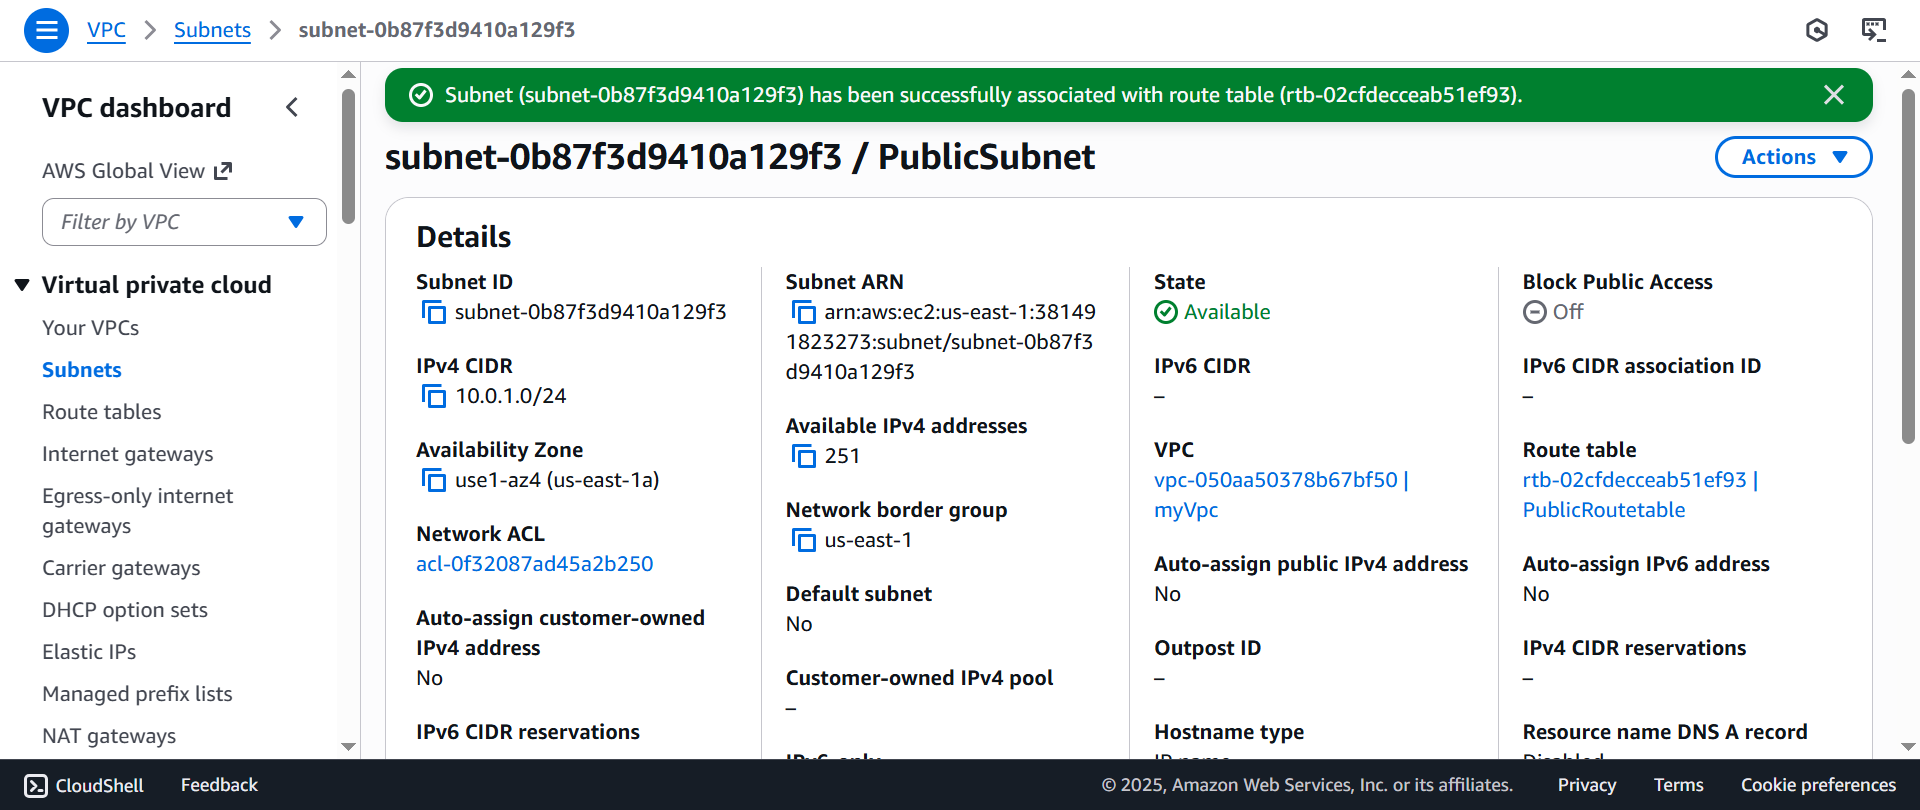 VPC
Subnets
subnet-0b87f3d9410a129f3
VPC dashboard
AWS Global View
Filter by VPC
Virtual private cloud
Your VPCs
Subnets
Route tables
Internet gateways
Egress-only internet
gateways
Carrier gateways
DHCP option sets
Elastic IPs
Managed prefix lists
NAT gateways
Subnet (subnet-0b87f3d9410a129f3) has been successfully associated with route table (rtb-02cfdecceab51ef93).
subnet-0b87f3d9410a129f3 / PublicSubnet
Actions
Details
Subnet ID
subnet-0b87f3d9410a129f3
IPv4 CIDR
10.0.1.0/24
Availability Zone
use1-az4 (us-east-1a)
Network ACL
acl-0f32087ad45a2b250
Auto-assign customer-owned
IPv4 address
No
IPv6 CIDR reservations
Subnet ARN
arn:aws:ec2:us-east-1:38149
1823273:subnet/subnet-0b87f3
d9410a129f3
Available IPv4 addresses
251
Network border group
us-east-1
Default subnet
No
Customer-owned IPv4 pool
–
IPv6-only
State
Available
IPv6 CIDR
–
VPC
vpc-050aa50378b67bf50 |
myVpc
Auto-assign public IPv4 address
No
Outpost ID
–
Hostname type
IP name
Block Public Access
Off
IPv6 CIDR association ID
–
Route table
rtb-02cfdecceab51ef93 |
PublicRoutetable
Auto-assign IPv6 address
No
IPv4 CIDR reservations
–
Resource name DNS A record
Disabled
CloudShell
Feedback
© 2025, Amazon Web Services, Inc. or its affiliates.
Privacy
Terms
Cookie preferences